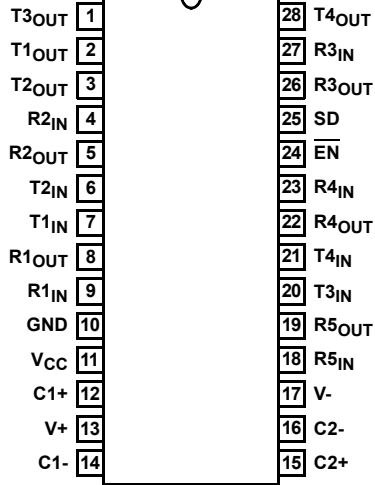 T3OUT 1 28 T4OUT
T1OUT 2 27 R3IN
T2OUT 3 26 R3OUT
R2IN 4 25 SD
R2OUT 5 24 EN
T2IN 6 23 R4IN
T1IN 7 22 R4OUT
R1OUT 8 21 T4IN
R1IN 9 20 T3IN
GND 10 19 R5OUT
VCC 11 18 R5IN
C1+ 12 17 V-
V+ 13 16 C2-
C1- 14 15 C2+